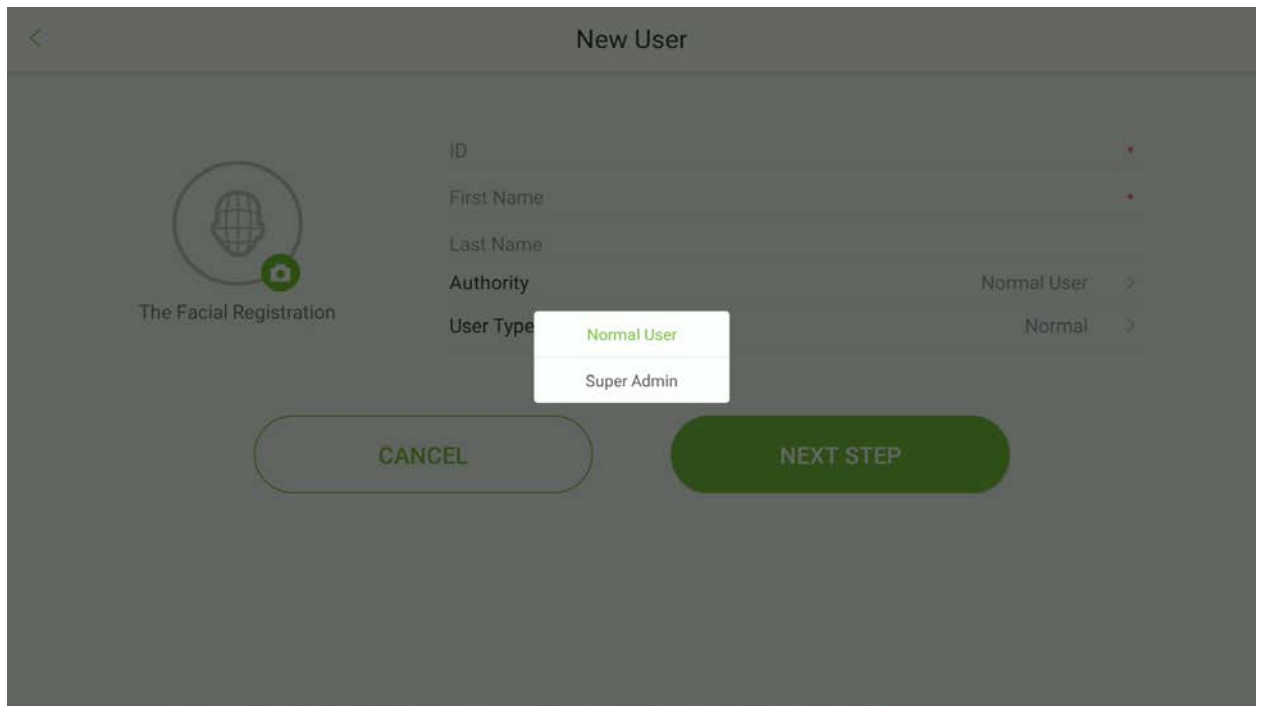 New User
ID *
First Name *
Last Name
Authority Normal User >
The Facial Registration
User Type Normal >
Normal User
Super Admin
CANCEL
NEXT STEP